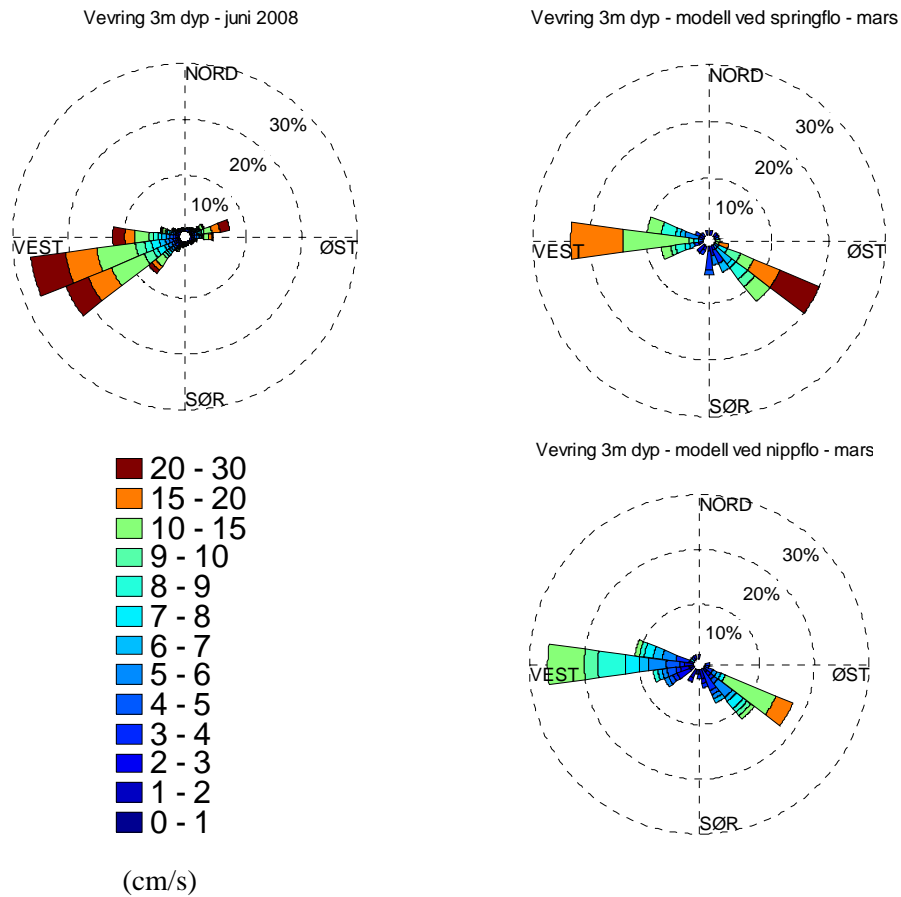 Vevring 3m dyp - juni 2008
NORD
30%
20%
10%
VEST
ØST
SØR
Vevring 3m dyp - modell ved springflo - mars
NORD
30%
20%
10%
VEST
ØST
SØR
Vevring 3m dyp - modell ved nippflo - mars
NORD
30%
20%
10%
VEST
ØST
SØR
20 - 30
15 - 20
10 - 15
9 - 10
8 - 9
7 - 8
6 - 7
5 - 6
4 - 5
3 - 4
2 - 3
1 - 2
0 - 1
(cm/s)